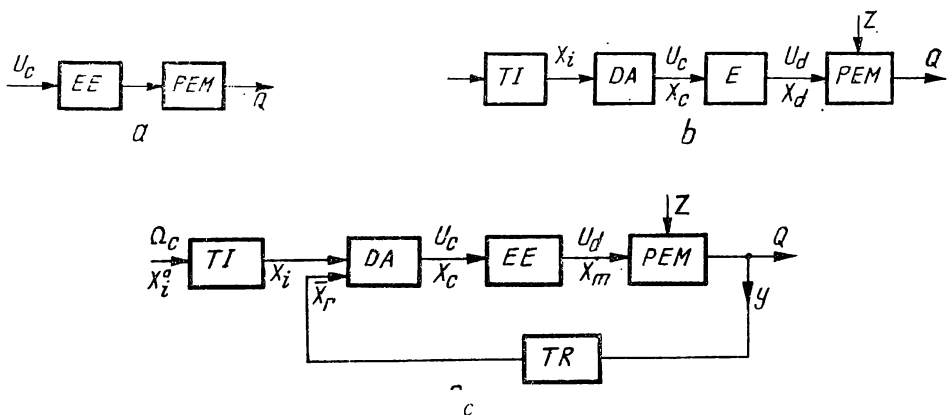 U_c EE PEM Q
a
TI X_i DA U_c X_c E U_d X_d PEM Z Q
b
Ω_c X_i^a TI X_i X_r DA U_c X_c EE U_d X_m PEM Z Q
y
TR
c